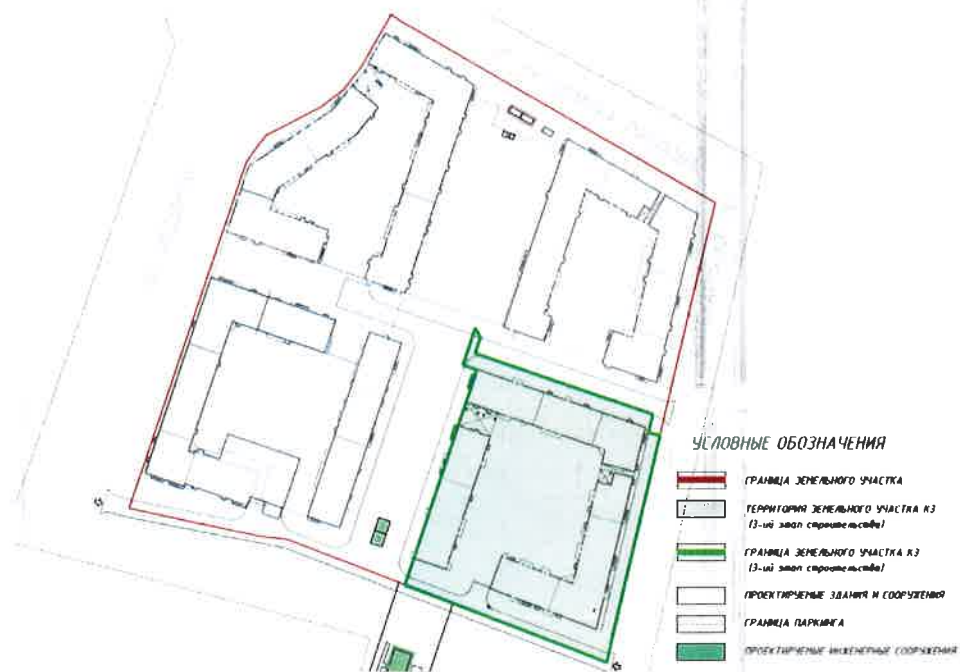 УСЛОВНЫЕ ОБОЗНАЧЕНИЯ
ГРАНИЦА ЗЕМЕЛЬНОГО УЧАСТКА
ТЕРРИТОРИЯ ЗЕМЕЛЬНОГО УЧАСТКА К3
(3-ий этап строительства)
ГРАНИЦА ЗЕМЕЛЬНОГО УЧАСТКА К3
(3-ий этап строительства)
ПРОЕКТИРУЕМЫЕ ЗДАНИЯ И СООРУЖЕНИЯ
ГРАНИЦА ПАРКИНГА
ПРОЕКТИРУЕМЫЕ ИНЖЕНЕРНЫЕ СООРУЖЕНИЯ